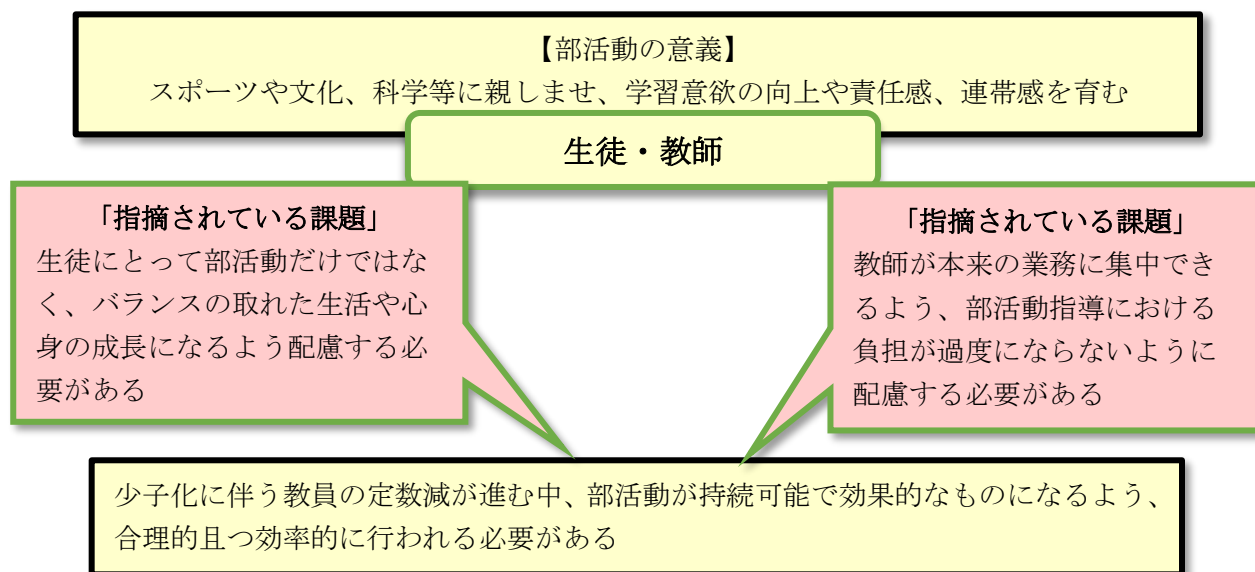 【部活動の意義】
スポーツや文化、科学等に親しませ、学習意欲の向上や責任感、連帯感を育む
生徒・教師
「指摘されている課題」
生徒にとって部活動だけではな
く、バランスの取れた生活や心
身の成長になるよう配慮する必
要がある
「指摘されている課題」
教師が本来の業務に集中でき
るよう、部活動指導における
負担が過度にならないように
配慮する必要がある
少子化に伴う教員の定数減が進む中、部活動が持続可能で効果的なものになるよう、
合理的且つ効率的に行われる必要がある